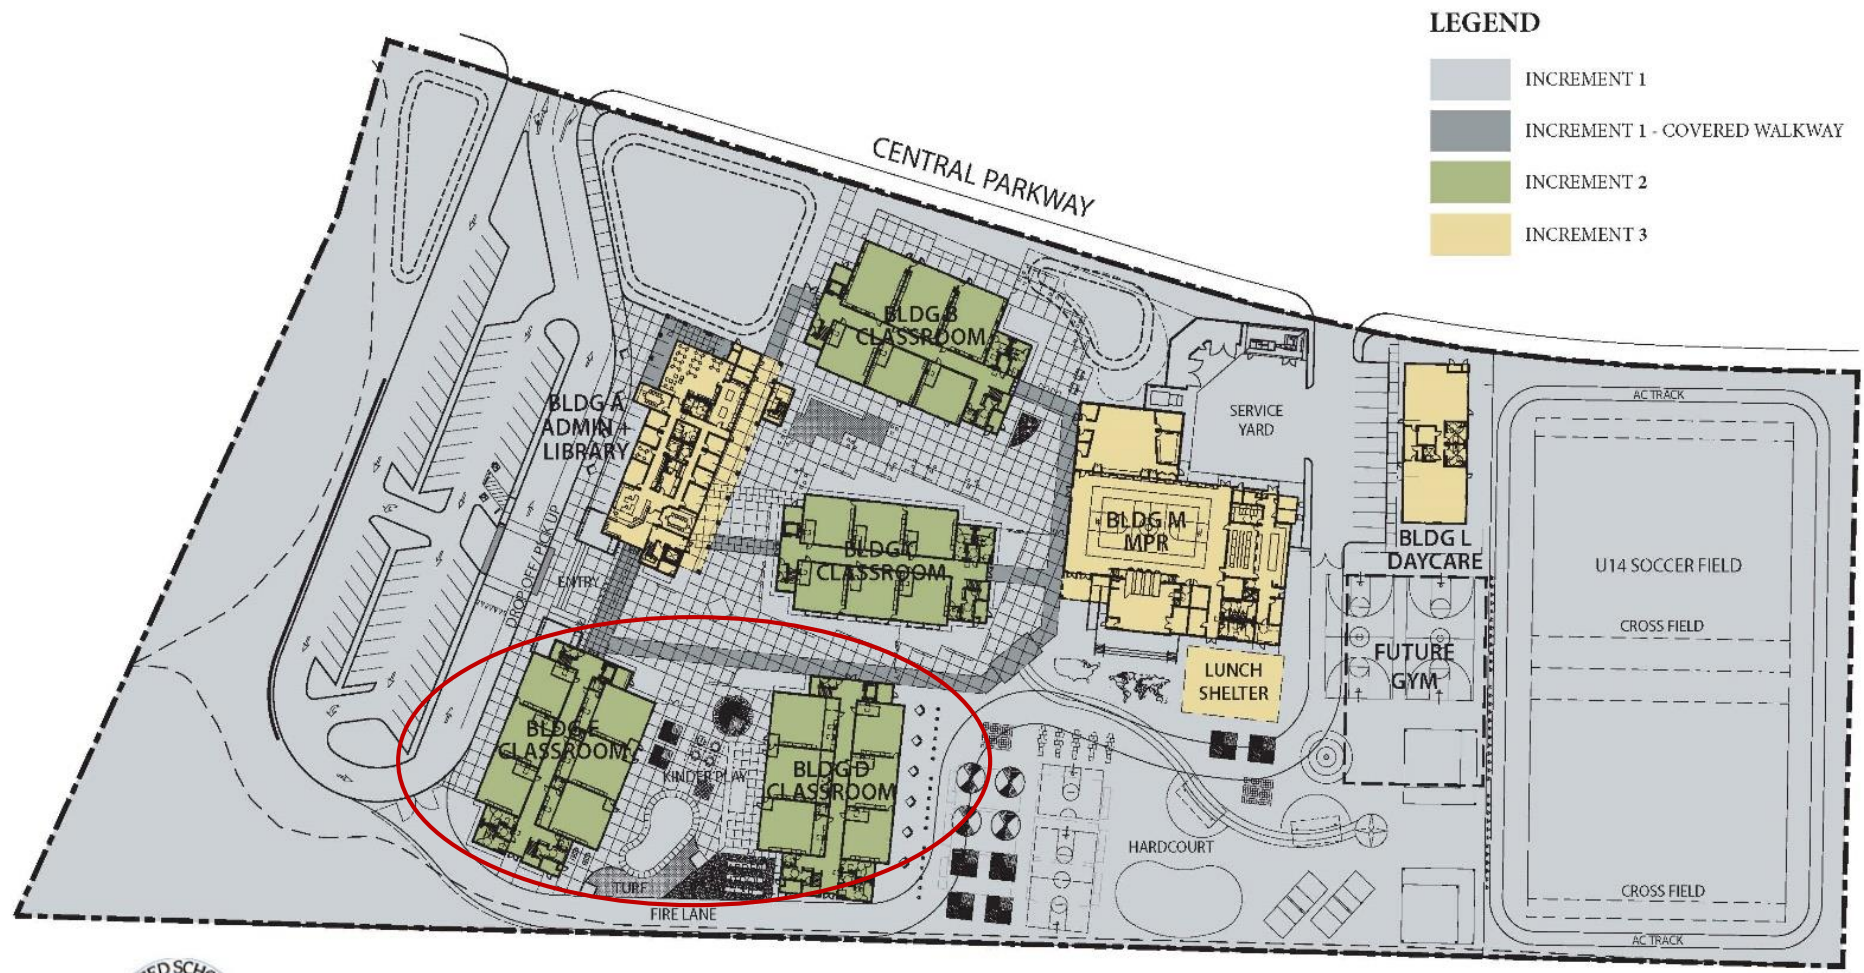 LEGEND
INCREMENT 1
INCREMENT 1 - COVERED WALKWAY
INCREMENT 2
INCREMENT 3
CENTRAL PARKWAY
BLDG B
CLASSROOM
BLDG A
ADMIN +
LIBRARY
SERVICE
YARD
AC TRACK
BLDG C
CLASSROOM
BLDG M
MPR
BLDG L
DAYCARE
U14 SOCCER FIELD
DROP OFF/PICK UP
ENTRY
CROSS FIELD
FUTURE
GYM
LUNCH
SHELTER
BLDG E
CLASSROOM
KINDER PLAY
BLDG D
CLASSROOM
HARDCOURT
TURF
FIRE LANE
CROSS FIELD
AC TRACK